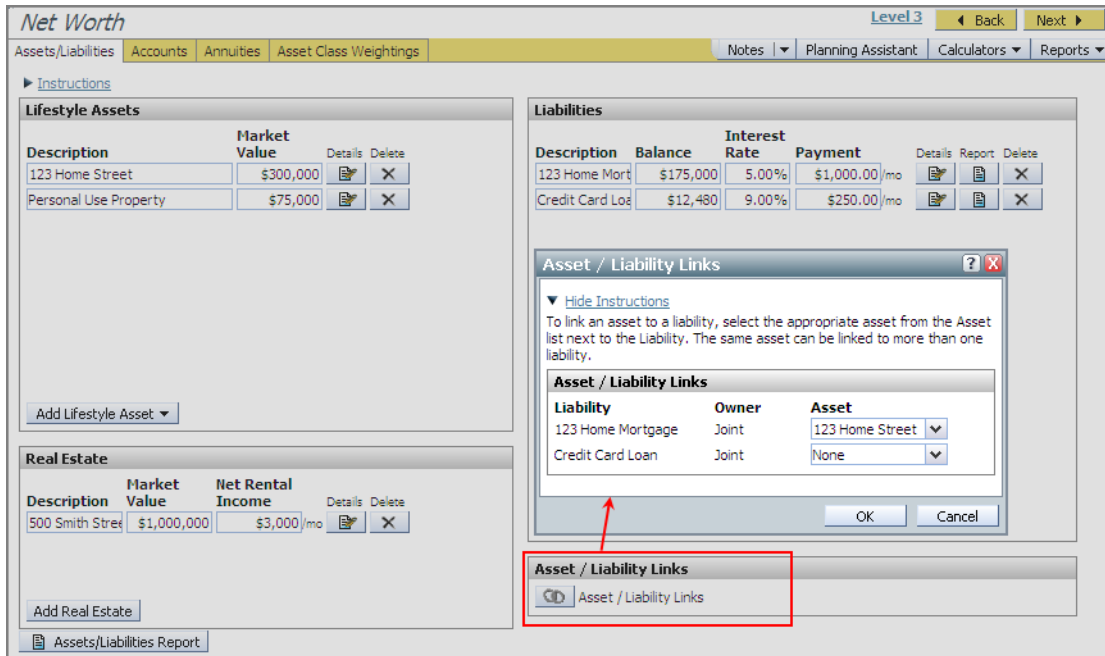 Net Worth
Level 3
Back
Next
Assets/Liabilities
Accounts
Annuities
Asset Class Weightings
Notes
Planning Assistant
Calculators
Reports
Instructions
Lifestyle Assets
Description Market Value Details Delete
123 Home Street $300,000
Personal Use Property $75,000
Add Lifestyle Asset
Real Estate
Description Market Value Net Rental Income Details Delete
500 Smith Stree $1,000,000 $3,000 /mo
Add Real Estate
Assets/Liabilities Report
Liabilities
Description Balance Interest Rate Payment Details Report Delete
123 Home Mort $175,000 5.00% $1,000.00 /mo
Credit Card Loa $12,480 9.00% $250.00 /mo
Asset / Liability Links
?
X
Hide Instructions
To link an asset to a liability, select the appropriate asset from the Asset
list next to the Liability. The same asset can be linked to more than one
liability.
Asset / Liability Links
Liability Owner Asset
123 Home Mortgage Joint 123 Home Street
Credit Card Loan Joint None
OK
Cancel
Asset / Liability Links
Asset / Liability Links